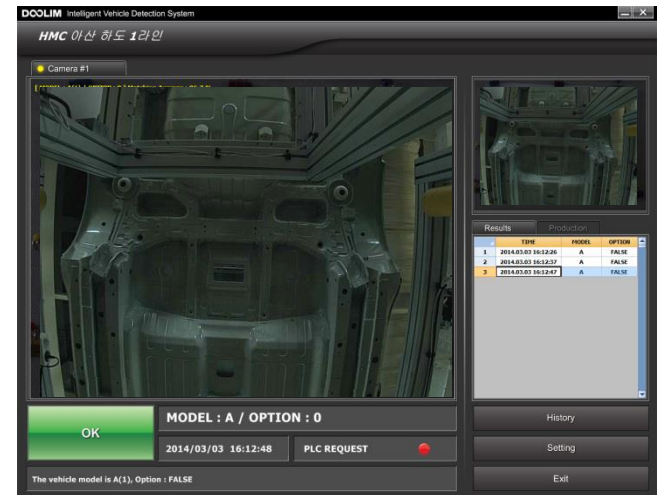 DOOLIM Intelligent Vehicle Detection System
HMC 아산 하도 1라인
Camera #1
Results Production
TIME MODEL OPTION
1 2014.03.03 16:12:26 A FALSE
2 2014.03.03 16:12:37 A FALSE
3 2014.03.03 16:12:47 A FALSE
OK
MODEL : A / OPTION : 0
2014/03/03 16:12:48 PLC REQUEST
History
Setting
Exit
The vehicle model is A(1), Option : FALSE